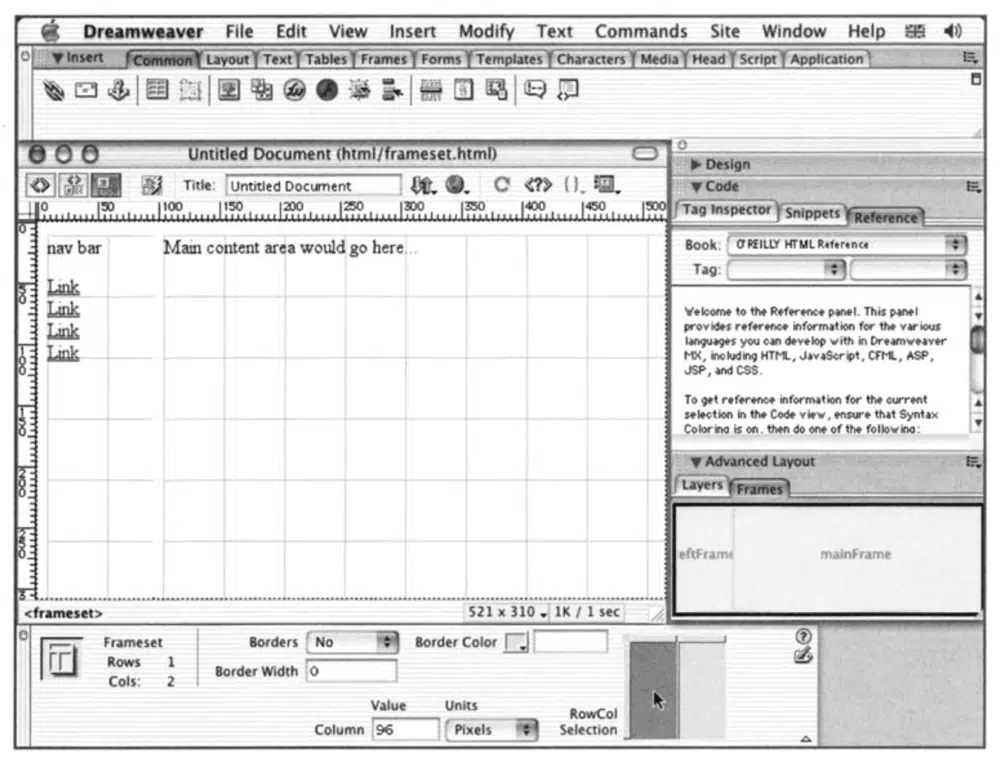 Dreamweaver File Edit View Insert Modify Text Commands Site Window Help
Insert Common Layout Text Tables Frames Forms Templates Characters Media Head Script Application
Untitled Document (html/frameset.html)
Title: Untitled Document
0 50 100 150 200 250 300 350 400 450 500
nav bar
Main content area would go here...
Link
Link
Link
Link
<frameset>
521 x 310 1K / 1 sec
Design
Code
Tag Inspector Snippets Reference
Book: O'REILLY HTML Reference
Tag:
Welcome to the Reference panel. This panel
provides reference information for the various
languages you can develop with in Dreamweaver
MX, including HTML, JavaScript, CFML, ASP,
JSP, and CSS.
To get reference information for the current
selection in the Code view, ensure that Syntax
Coloring is on, then do one of the following:
Advanced Layout
Layers Frames
eftFrame mainFrame
Frameset
Rows 1
Cols: 2
Borders No
Border Color
Border Width 0
Value Units
Column 96 Pixels
RowCol
Selection